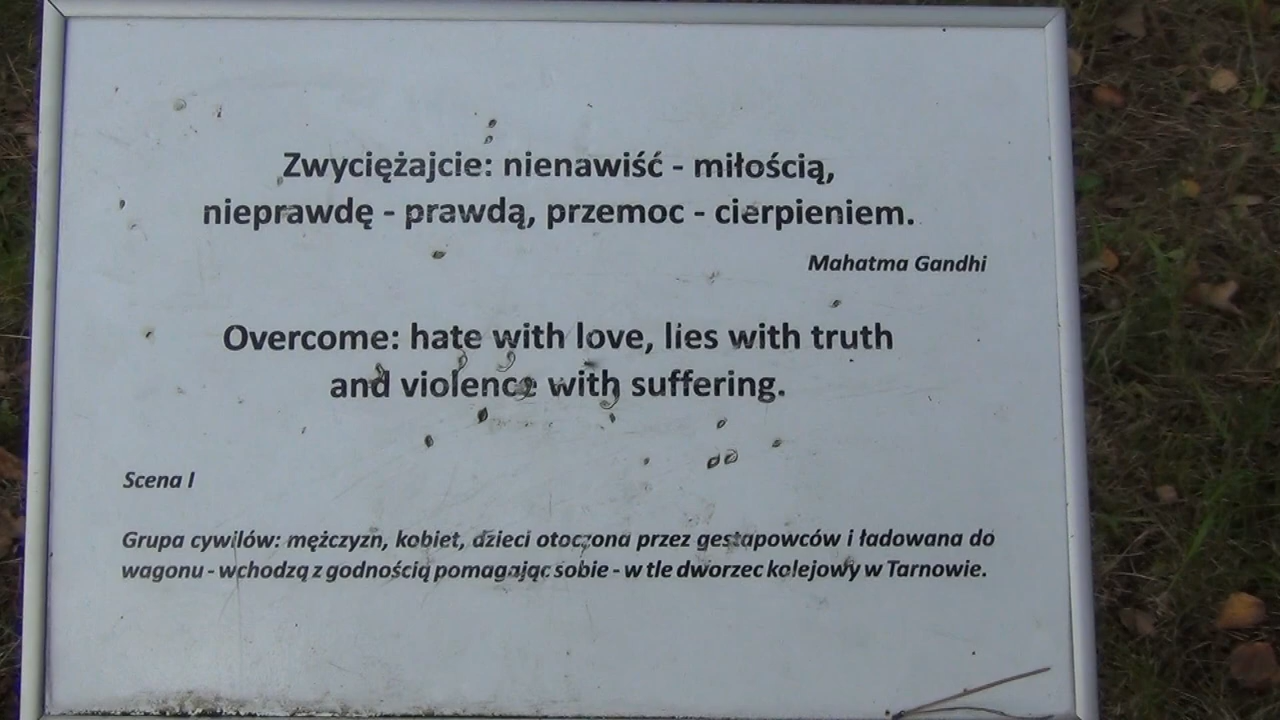 Zwyciężajcie: nienawiść - miłością,
nieprawdę - prawdą, przemoc - cierpieniem.
Mahatma Gandhi
Overcome: hate with love, lies with truth
and violence with suffering.
Scena I
Grupa cywilów: mężczyzn, kobiet, dzieci otoczona przez gestapowców i ładowana do
wagonu - wchodzą z godnością pomagając sobie - w tle dworzec kolejowy w Tarnowie.